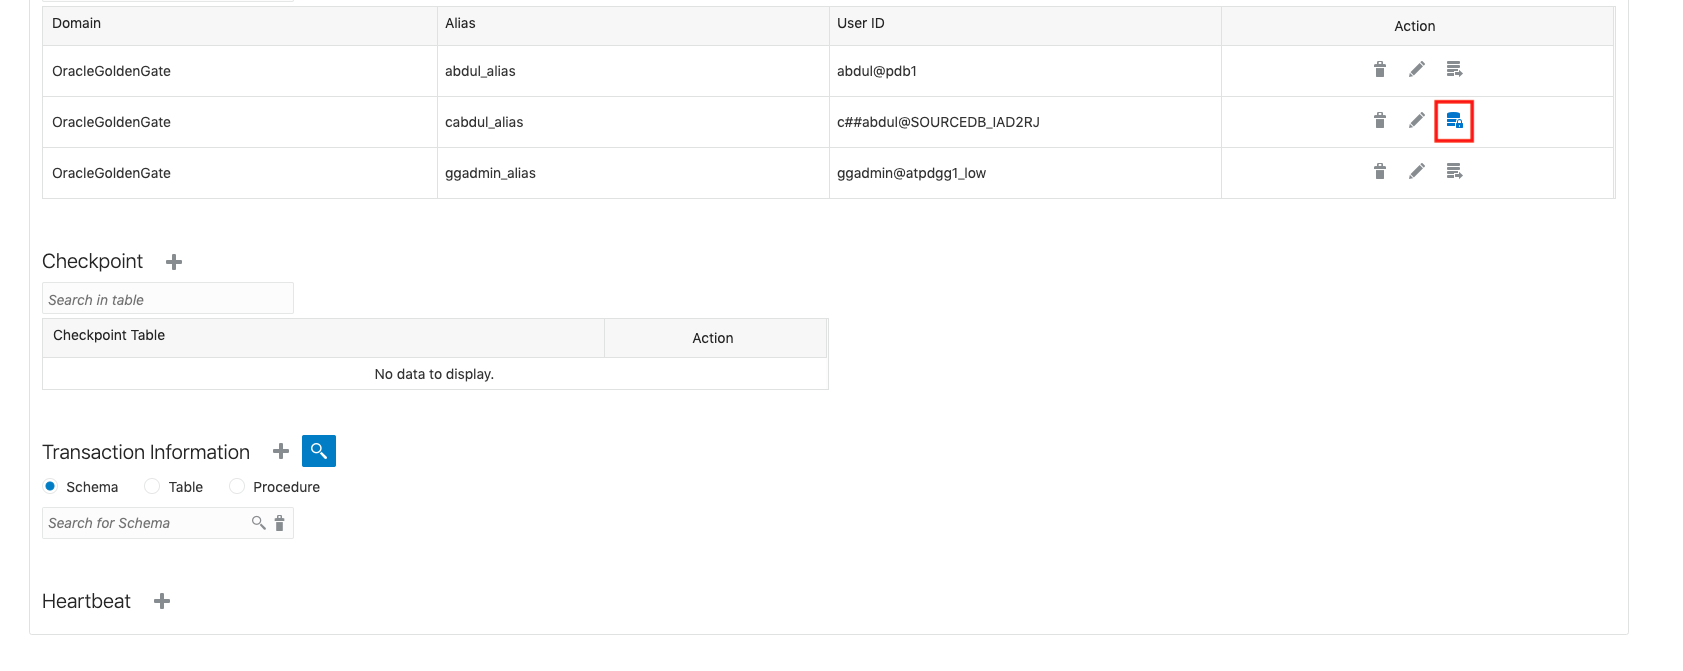 Domain Alias User ID Action
OracleGoldenGate abdul_alias abdul@pdb1
OracleGoldenGate cabdul_alias c##abdul@SOURCEDB_IAD2RJ
OracleGoldenGate ggadmin_alias ggadmin@atpdgg1_low
Checkpoint
Search in table
Checkpoint Table Action
No data to display.
Transaction Information
Schema Table Procedure
Search for Schema
Heartbeat